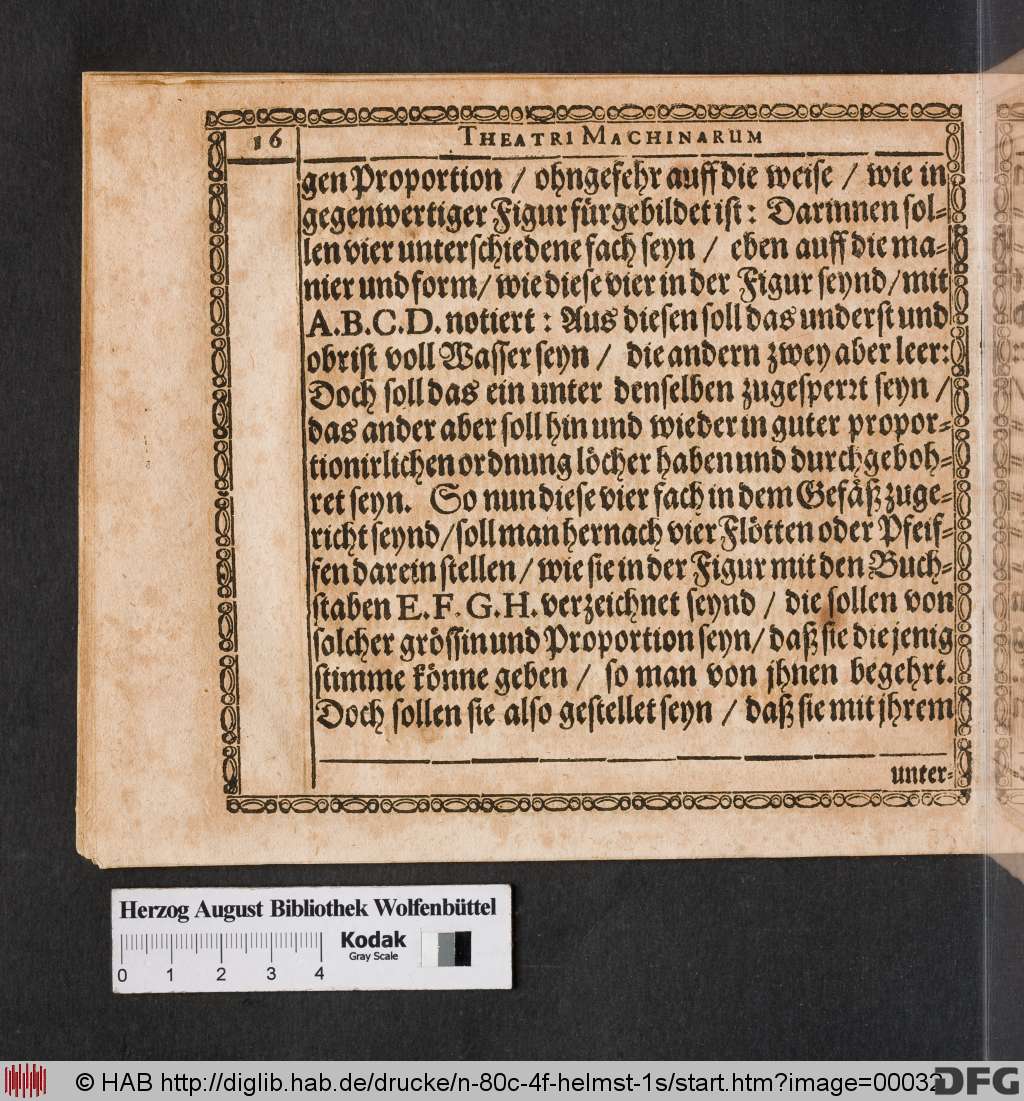 16
THEATRI MACHINARUM
gen Proportion / ohngefehr auff die weise / wie in
gegenwertiger Figur fürgebildet ist: Darinnen sol-
len vier unterschiedene fach seyn / eben auff die ma-
nier und form / wie diese vier in der Figur seynd / mit
A.B.C.D. notiert: Aus diesen soll das underst und
obrist voll Wasser seyn / die andern zwey aber leer:
Doch soll das ein unter denselben zugesperrt seyn /
das ander aber soll hin und wieder in guter propor-
tionirlichen ordnung löcher haben und durchgeboh-
ret seyn. So nun diese vier fach in dem Gefäß zuge-
richt seynd / soll man hernach vier Flötten oder Pfeif-
fen darein stellen / wie sie in der Figur mit den Buch-
staben E.F.G.H. verzeichnet seynd / die sollen von
solcher grössin und Proportion seyn / daß sie die jenig
stimme könne geben / so man von jhnen begehrt.
Doch sollen sie also gestellet seyn / daß sie mit jhrem
unter-
Herzog August Bibliothek Wolfenbüttel
Kodak
Gray Scale
0 1 2 3 4
© HAB http://diglib.hab.de/drucke/n-80c-4f-helmst-1s/start.htm?image=00032
DFG